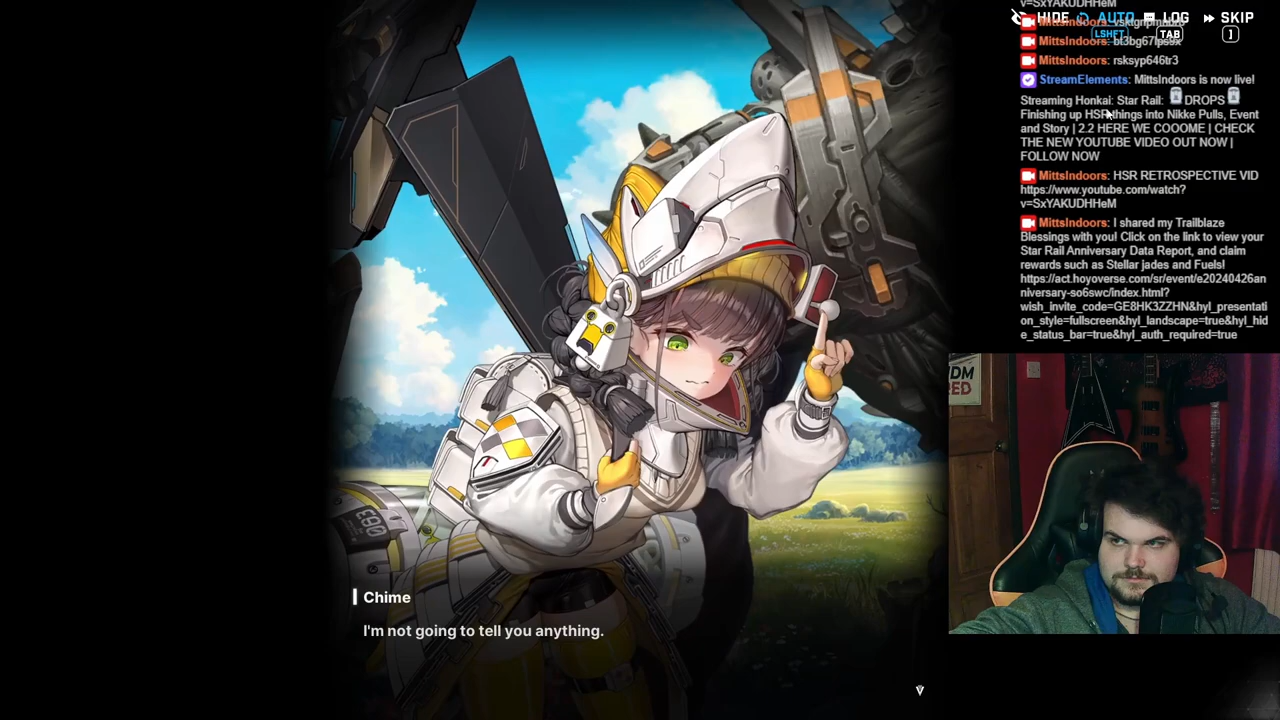 v=SxYAKUDHHeM
HIDE AUTO LOG SKIP
LSHFT TAB ]
MittsIndoors:
MittsIndoors:
MittsIndoors: rsksyp646tr3
StreamElements: MittsIndoors is now live!
Streaming Honkai: Star Rail: DROPS
Finishing up HSR things into Nikke Pulls, Event
and Story | 2.2 HERE WE COOOME | CHECK
THE NEW YOUTUBE VIDEO OUT NOW |
FOLLOW NOW
MittsIndoors: HSR RETROSPECTIVE VID
https://www.youtube.com/watch?
v=SxYAKUDHHeM
MittsIndoors: I shared my Trailblaze
Blessings with you! Click on the link to view your
Star Rail Anniversary Data Report, and claim
rewards such as Stellar jades and Fuels!
https://act.hoyoverse.com/sr/event/e20240426an
niversary-so6swc/index.html?
wish_invite_code=GE8HK3ZZHN&hyl_presentati
on_style=fullscreen&hyl_landscape=true&hyl_hid
e_status_bar=true&hyl_auth_required=true
Chime
I'm not going to tell you anything.